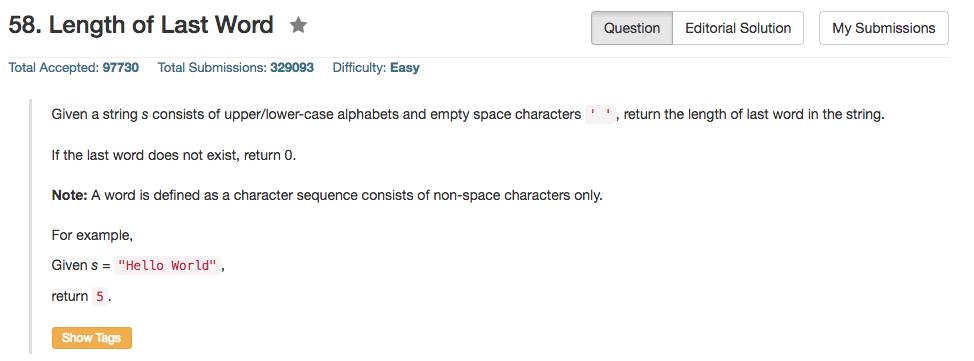 58. Length of Last Word
Question
Editorial Solution
My Submissions
Total Accepted: 97730 Total Submissions: 329093 Difficulty: Easy
Given a string s consists of upper/lower-case alphabets and empty space characters ' ', return the length of last word in the string.
If the last word does not exist, return 0.
Note: A word is defined as a character sequence consists of non-space characters only.
For example,
Given s = "Hello World",
return 5.
Show Tags